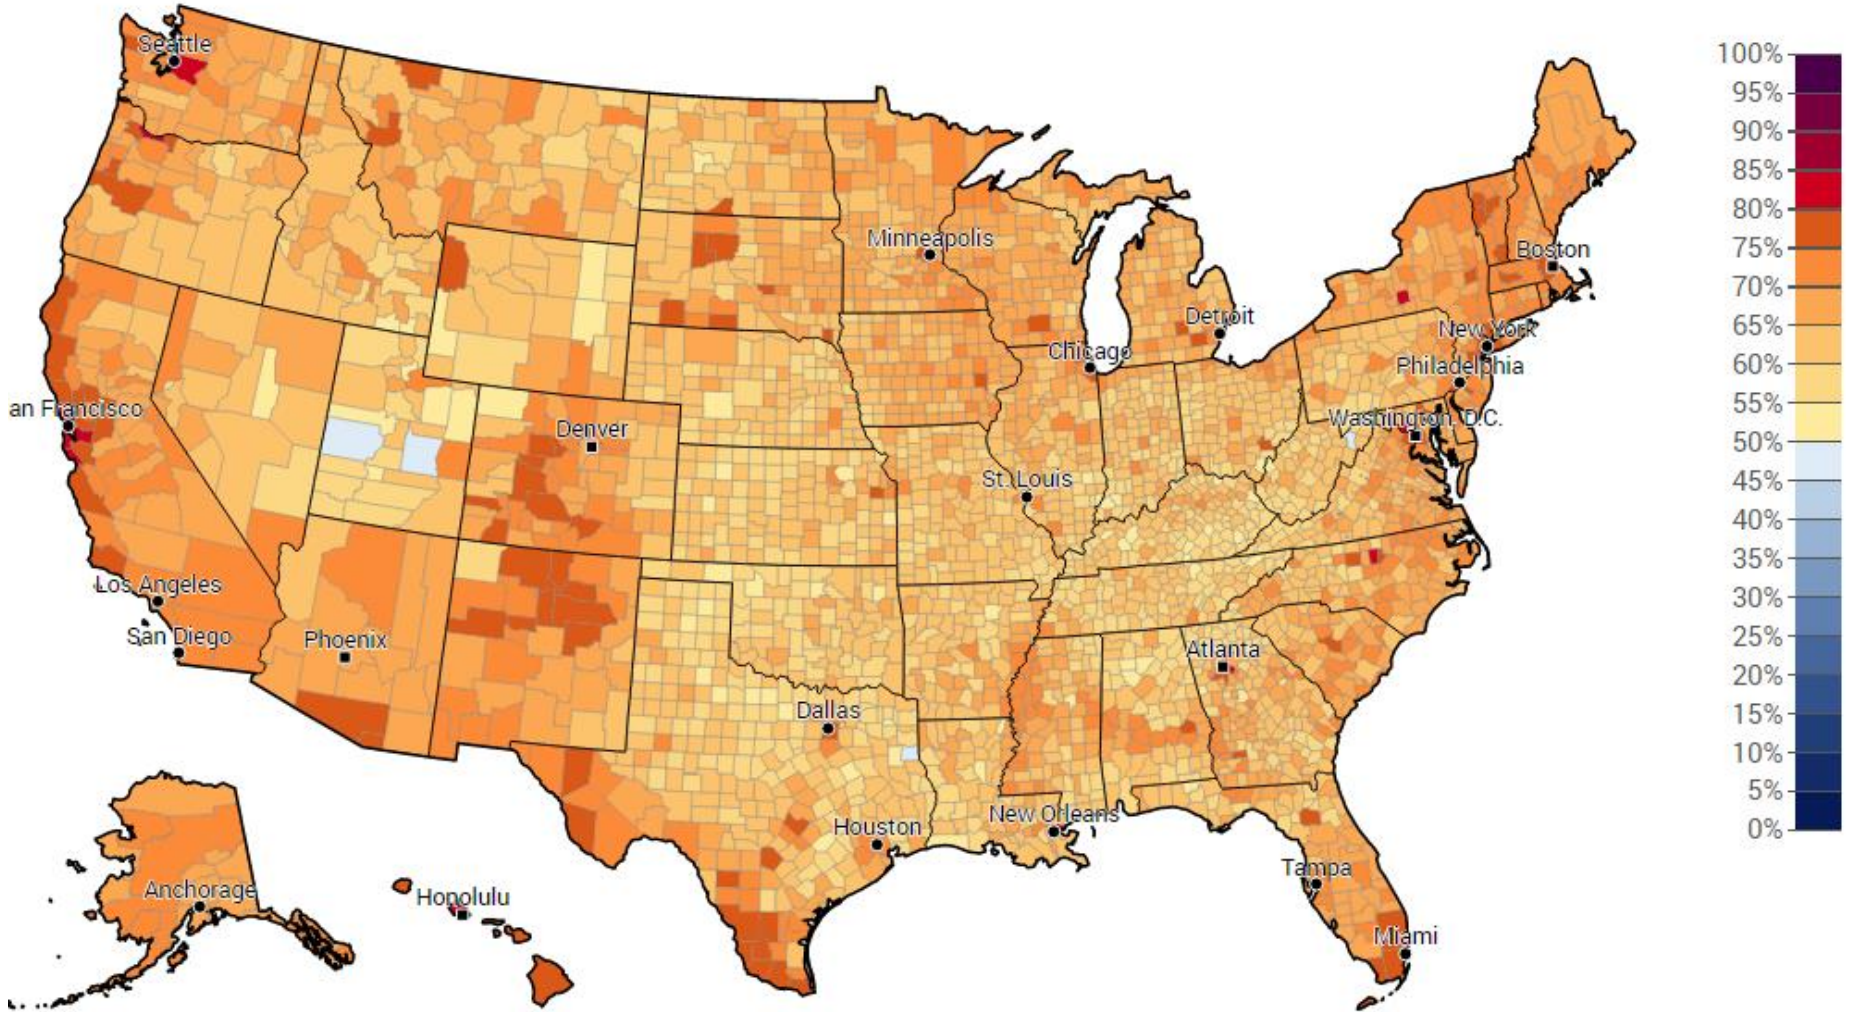 Seattle
Minneapolis
Boston
Detroit
New York
Chicago
Philadelphia
an Francisco
Washington, D.C.
Denver
St. Louis
Los Angeles
San Diego
Phoenix
Atlanta
Dallas
New Orleans
Houston
Tampa
Anchorage
Honolulu
Miami
100%
95%
90%
85%
80%
75%
70%
65%
60%
55%
50%
45%
40%
35%
30%
25%
20%
15%
10%
5%
0%